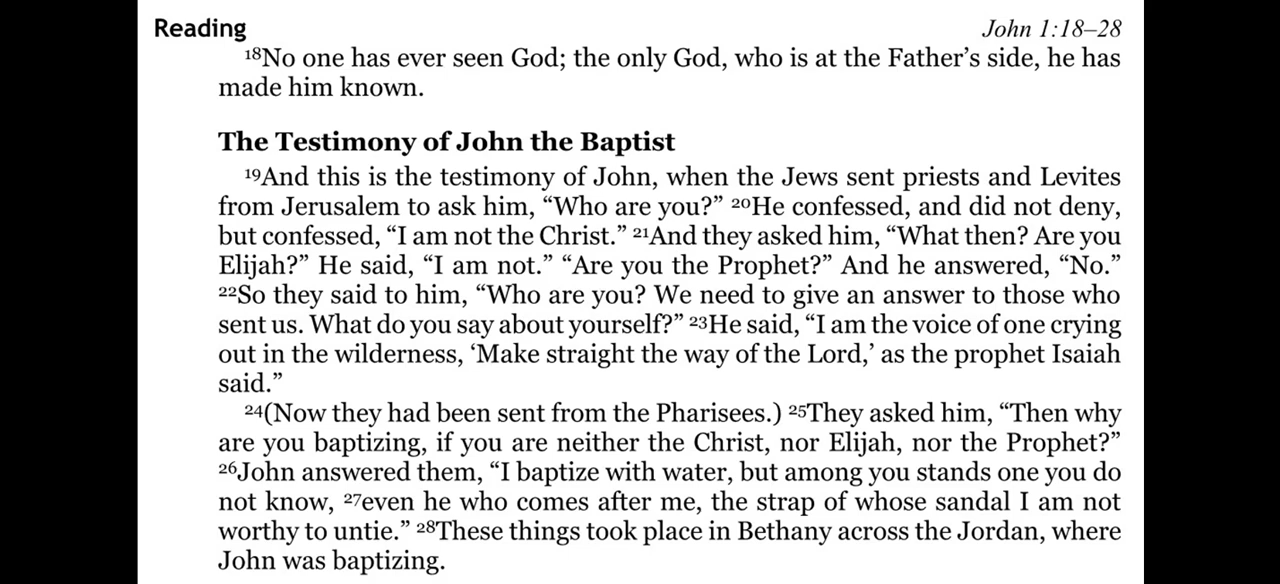 Reading John 1:18–28
¹⁸No one has ever seen God; the only God, who is at the Father’s side, he has
made him known.
The Testimony of John the Baptist
¹⁹And this is the testimony of John, when the Jews sent priests and Levites
from Jerusalem to ask him, “Who are you?” ²⁰He confessed, and did not deny,
but confessed, “I am not the Christ.” ²¹And they asked him, “What then? Are you
Elijah?” He said, “I am not.” “Are you the Prophet?” And he answered, “No.”
²²So they said to him, “Who are you? We need to give an answer to those who
sent us. What do you say about yourself?” ²³He said, “I am the voice of one crying
out in the wilderness, ‘Make straight the way of the Lord,’ as the prophet Isaiah
said.”
²⁴(Now they had been sent from the Pharisees.) ²⁵They asked him, “Then why
are you baptizing, if you are neither the Christ, nor Elijah, nor the Prophet?”
²⁶John answered them, “I baptize with water, but among you stands one you do
not know, ²⁷even he who comes after me, the strap of whose sandal I am not
worthy to untie.” ²⁸These things took place in Bethany across the Jordan, where
John was baptizing.